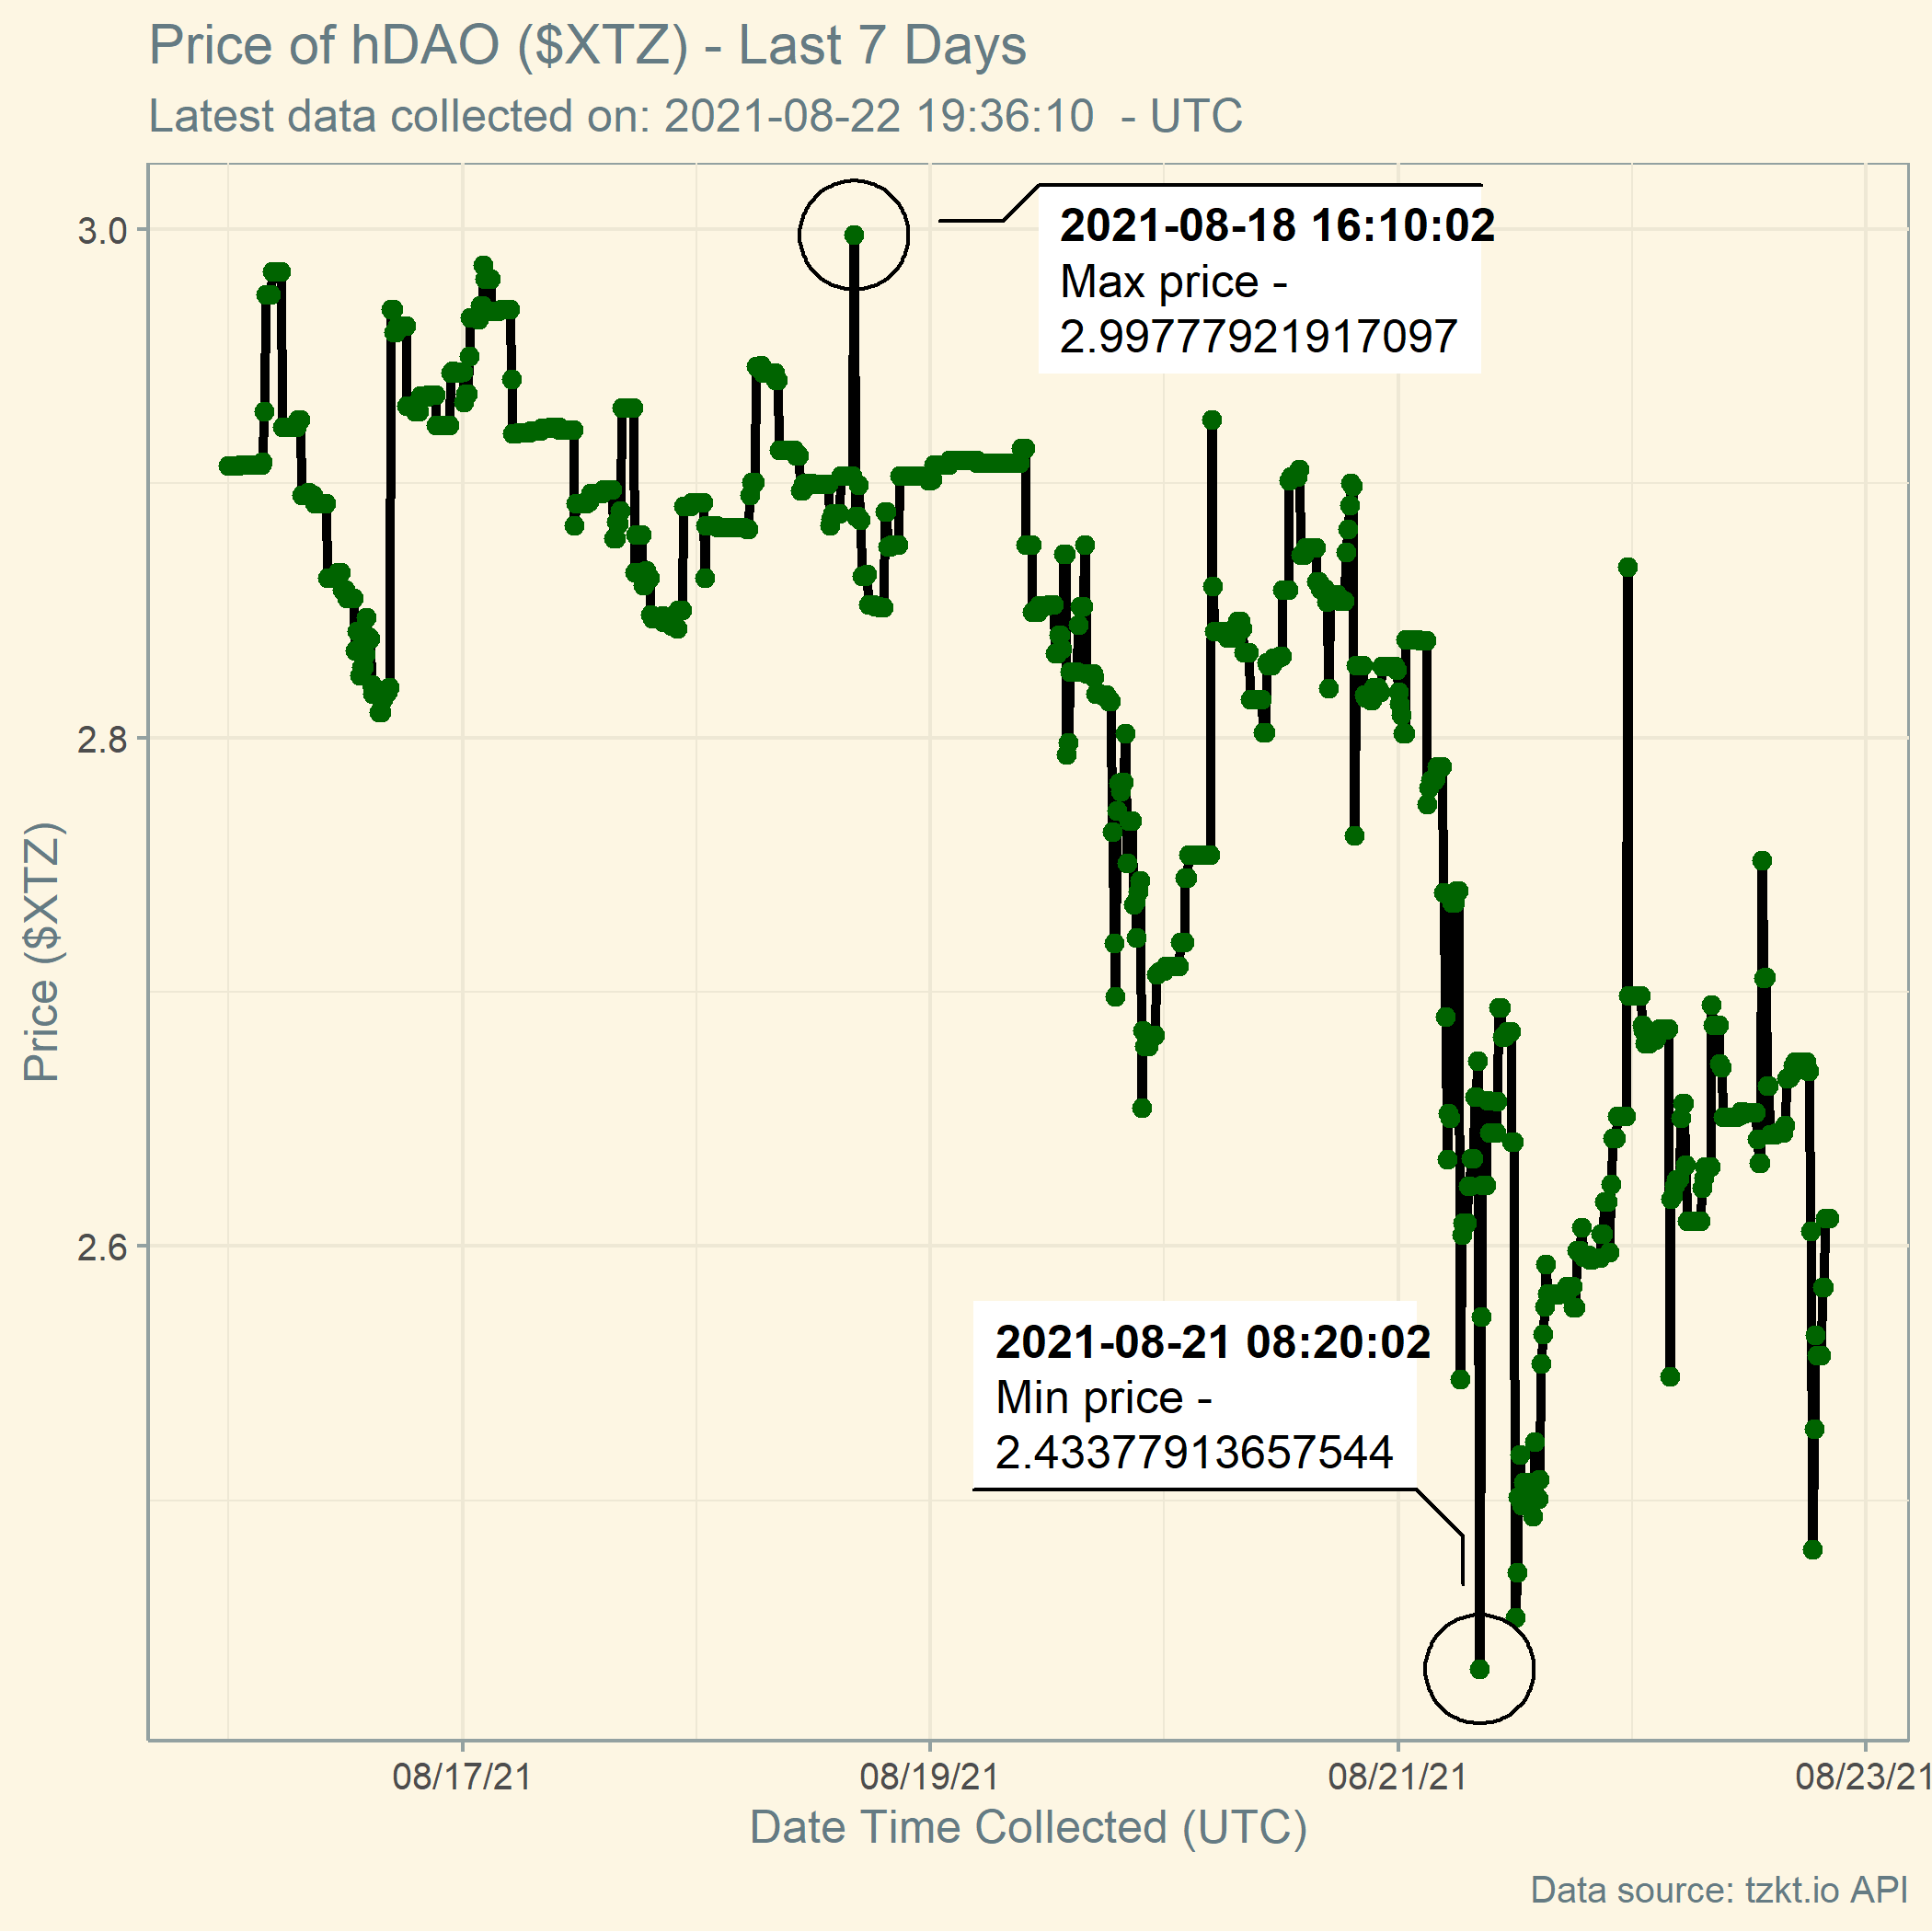 Price of hDAO ($XTZ) - Last 7 Days
Latest data collected on: 2021-08-22 19:36:10  - UTC
3.0
2.8
2.6
Price ($XTZ)
2021-08-18 16:10:02
Max price -
2.99777921917097
2021-08-21 08:20:02
Min price -
2.43377913657544
08/17/21
08/19/21
08/21/21
08/23/21
Date Time Collected (UTC)
Data source: tzkt.io API